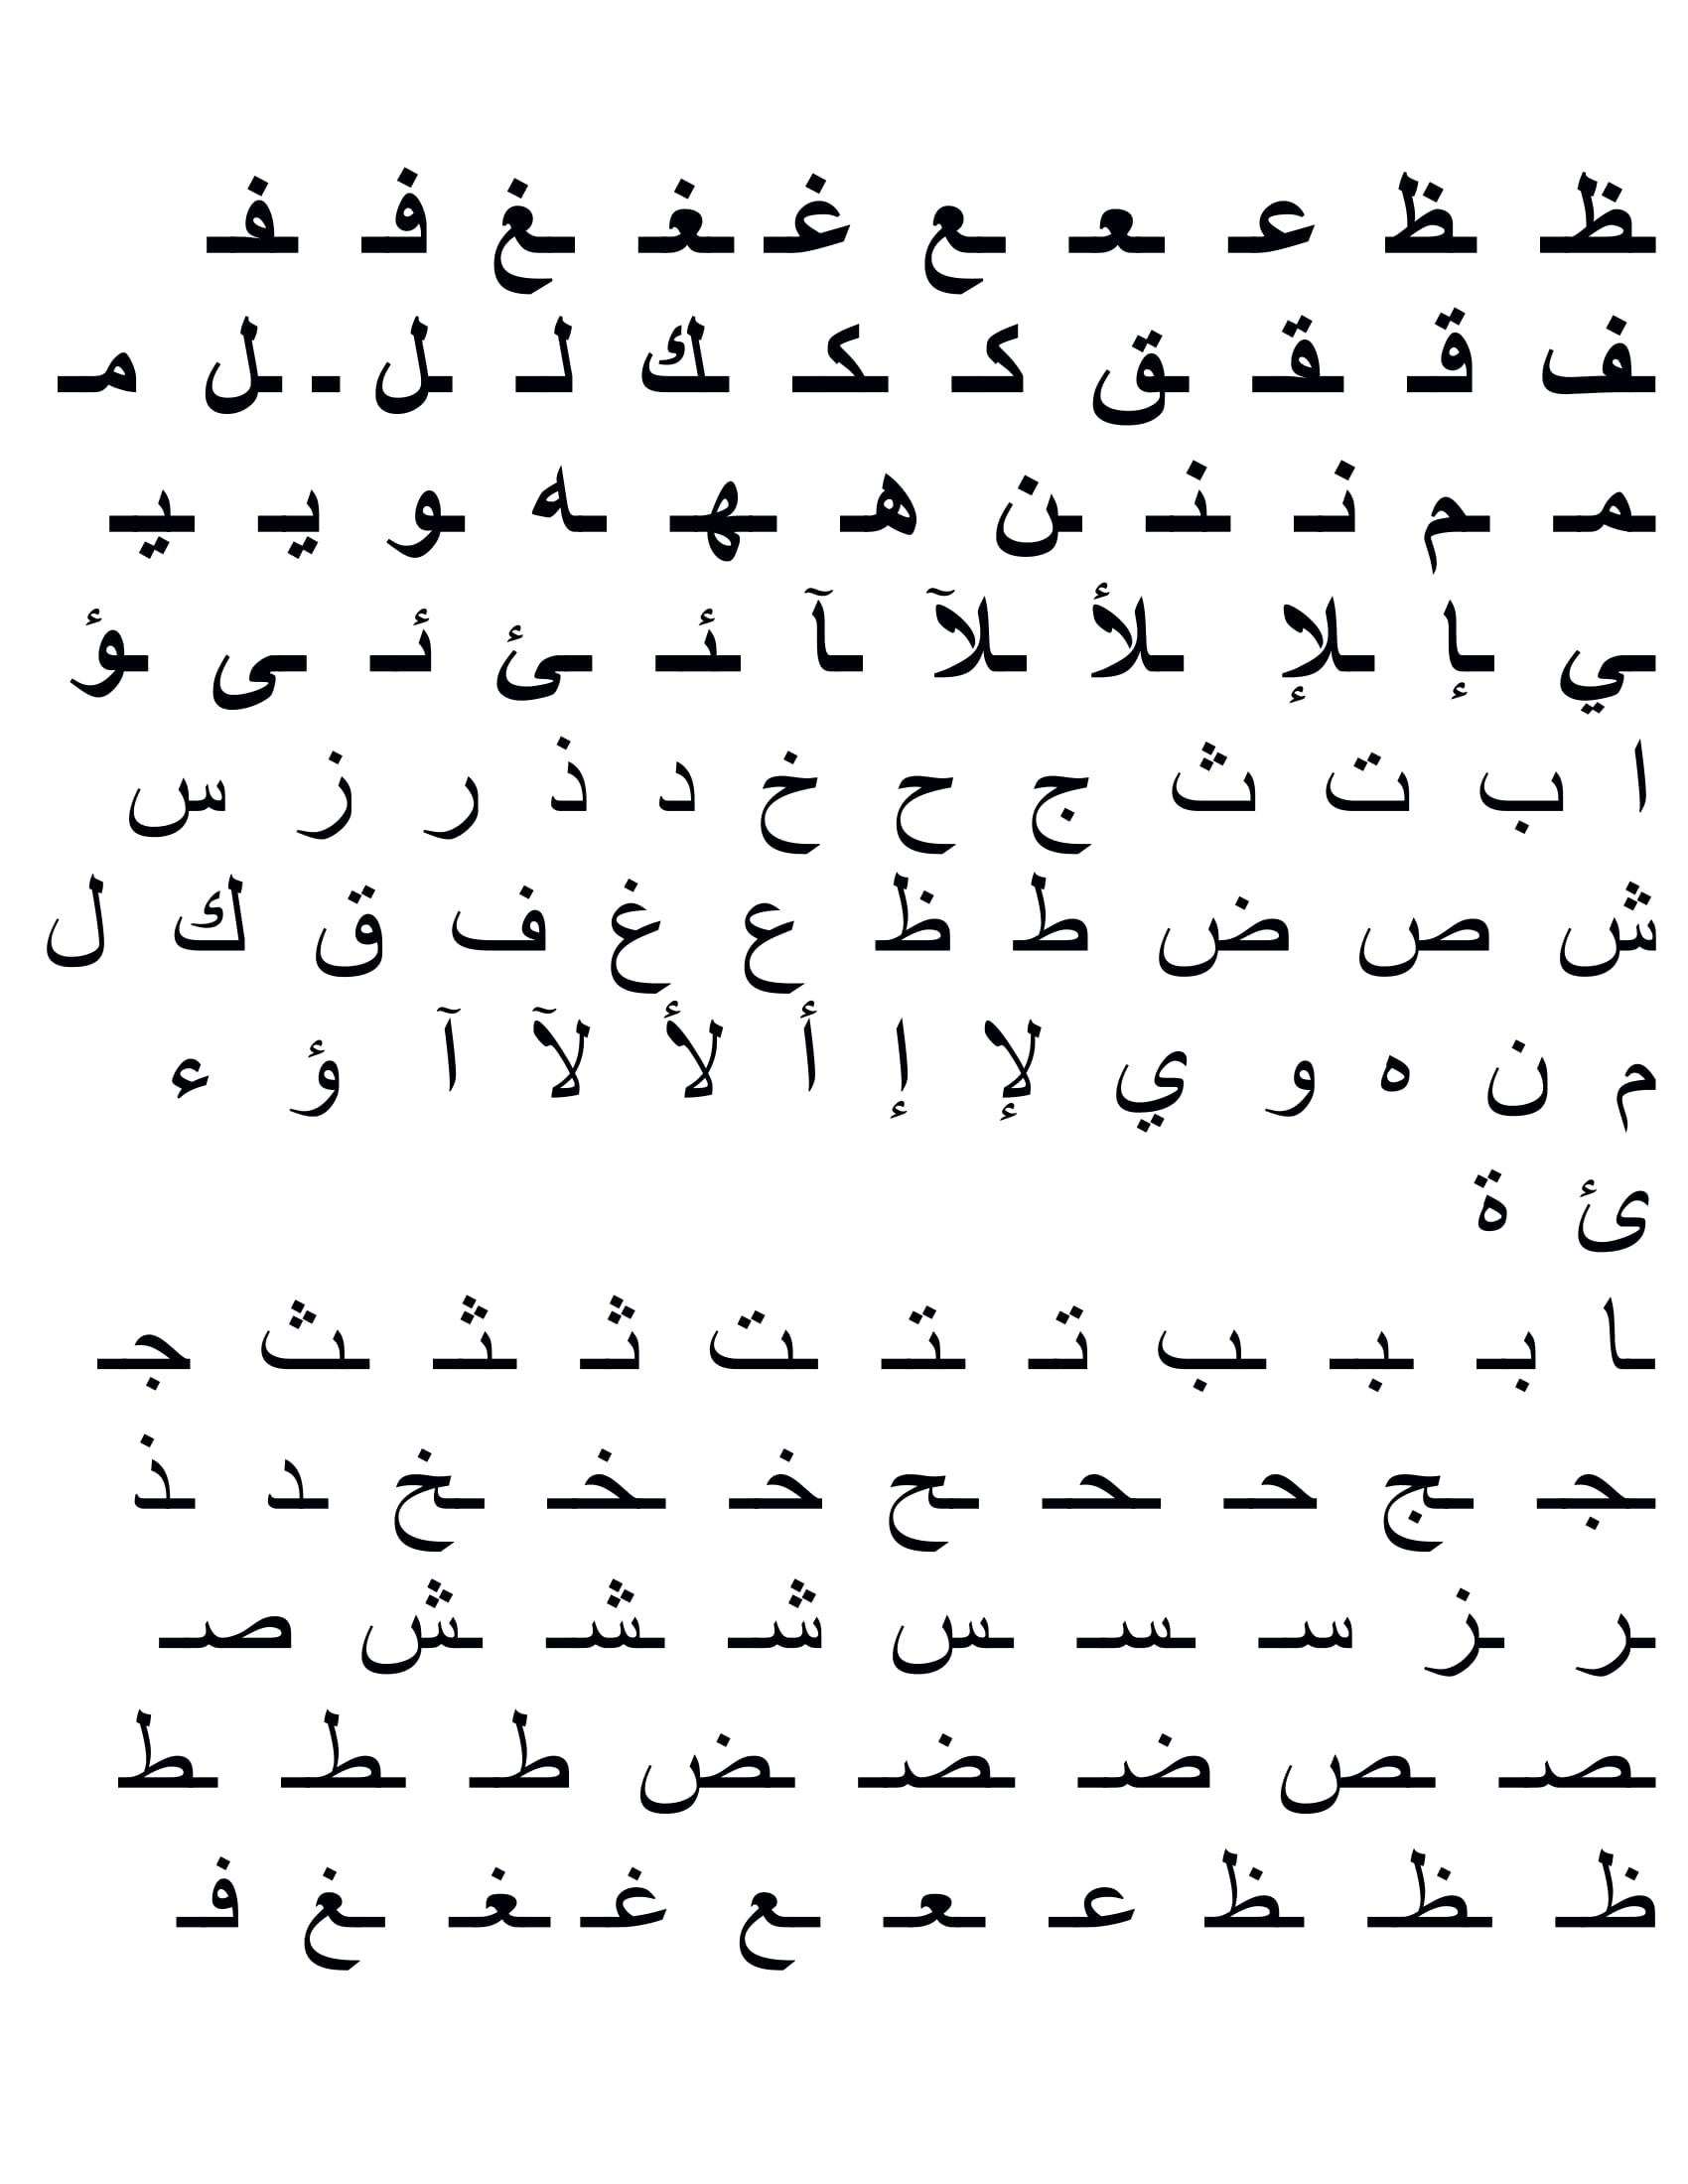 ـظـ ـظ عـ ـعـ ـع غـ ـغـ ـغ فـ ـفـ
ـف قـ ـقـ ـق كـ ـكـ ـك لـ ـل ـ ـل مـ
ـمـ ـم نـ ـنـ ـن هـ ـهـ ـه ـو يـ ـيـ
ـي ـإ ـلإ ـلأ ـلآ ـآ ـئـ ـئ ئـ ـى ـؤ
ا ب ت ث ج ح خ د ذ ر ز س
ش ص ض ط ظ ع غ ف ق ك ل
م ن ه و ي لإ إ أ لأ لآ آ ؤ ء
ئ ة
ـا بـ ـبـ ـب تـ ـتـ ـت ثـ ـثـ ـث جـ
ـجـ ـج حـ ـحـ ـح خـ ـخـ ـخ ـد ـذ
ـر ـز سـ ـسـ ـس شـ ـشـ ـش صـ
ـصـ ـص ضـ ـضـ ـض طـ ـطـ ـط
ظـ ـظـ ـظ عـ ـعـ ـع غـ ـغـ ـغ فـ